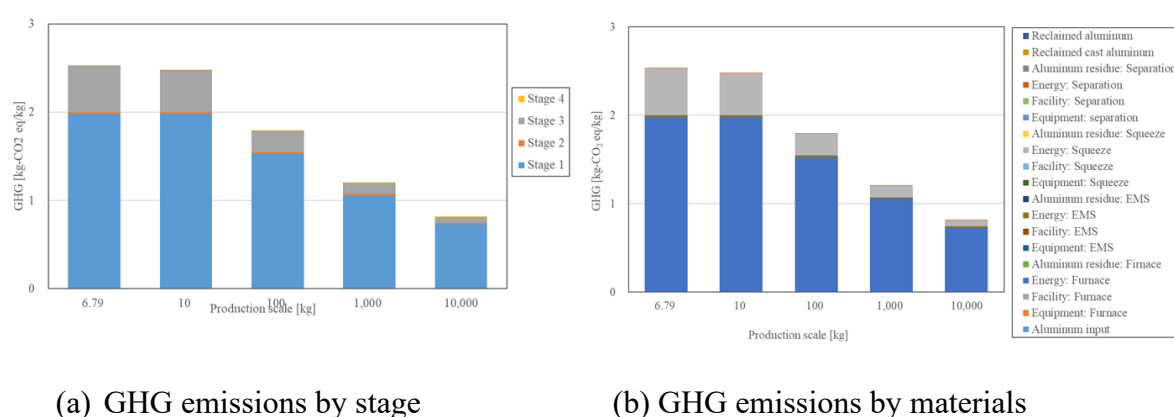 3
2
1
0
GHG [kg-CO2 eq/kg]
6.79
10
100
1,000
10,000
Production scale [kg]
Stage 4
Stage 3
Stage 2
Stage 1
(a) GHG emissions by stage
3
2
1
0
GHG [kg-CO₂ eq/kg]
6.79
10
100
1,000
10,000
Production scale [kg]
Reclaimed aluminum
Reclaimed cast aluminum
Aluminum residue: Separation
Energy: Separation
Facility: Separation
Equipment: separation
Aluminum residue: Squeeze
Energy: Squeeze
Facility: Squeeze
Equipment: Squeeze
Aluminum residue: EMS
Energy: EMS
Facility: EMS
Equipment: EMS
Aluminum residue: Firnace
Energy: Furnace
Facility: Furnace
Equipment: Furnace
Aluminum input
(b) GHG emissions by materials